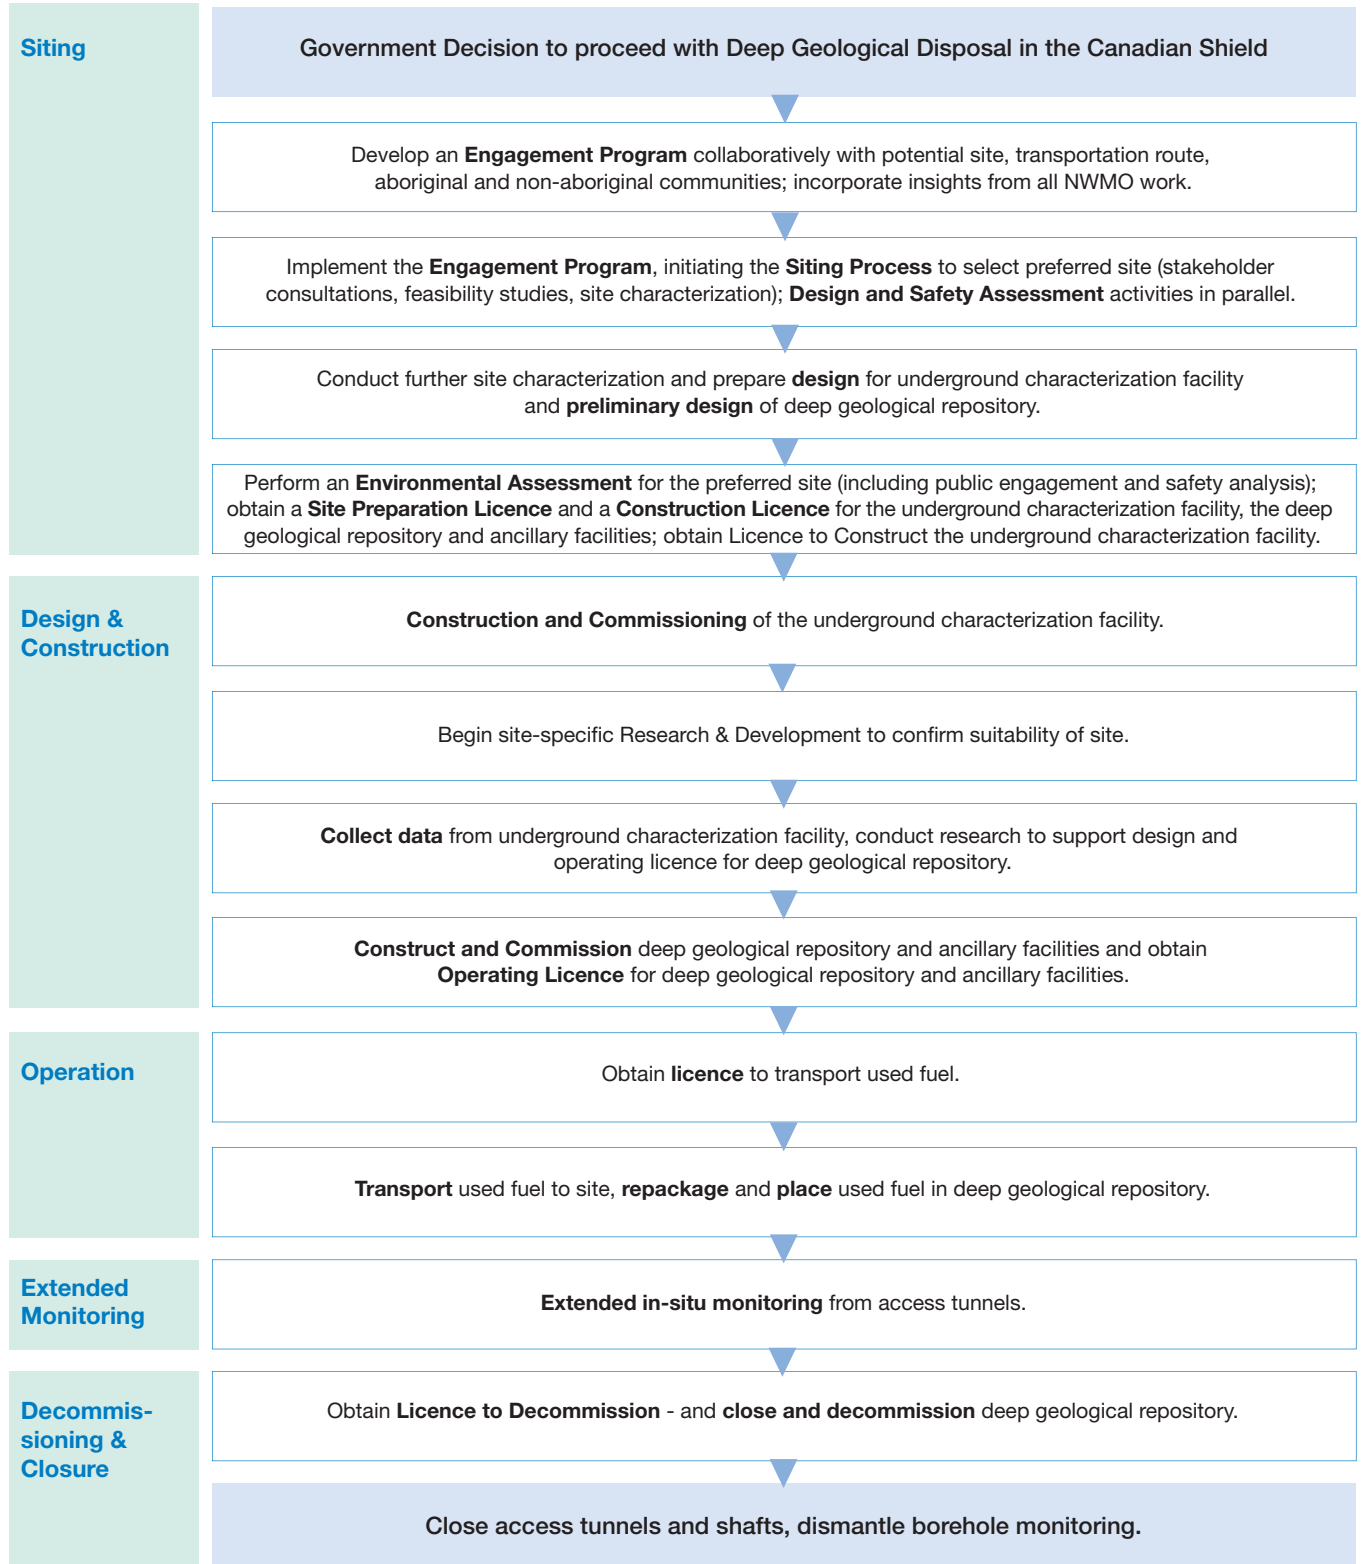 Siting
Government Decision to proceed with Deep Geological Disposal in the Canadian Shield
Develop an Engagement Program collaboratively with potential site, transportation route,
aboriginal and non-aboriginal communities; incorporate insights from all NWMO work.
Implement the Engagement Program, initiating the Siting Process to select preferred site (stakeholder
consultations, feasibility studies, site characterization); Design and Safety Assessment activities in parallel.
Conduct further site characterization and prepare design for underground characterization facility
and preliminary design of deep geological repository.
Perform an Environmental Assessment for the preferred site (including public engagement and safety analysis);
obtain a Site Preparation Licence and a Construction Licence for the underground characterization facility, the deep
geological repository and ancillary facilities; obtain Licence to Construct the underground characterization facility.
Design &
Construction
Construction and Commissioning of the underground characterization facility.
Begin site-specific Research & Development to confirm suitability of site.
Collect data from underground characterization facility, conduct research to support design and
operating licence for deep geological repository.
Construct and Commission deep geological repository and ancillary facilities and obtain
Operating Licence for deep geological repository and ancillary facilities.
Operation
Obtain licence to transport used fuel.
Transport used fuel to site, repackage and place used fuel in deep geological repository.
Extended
Monitoring
Extended in-situ monitoring from access tunnels.
Decommis-
sioning &
Closure
Obtain Licence to Decommission - and close and decommission deep geological repository.
Close access tunnels and shafts, dismantle borehole monitoring.